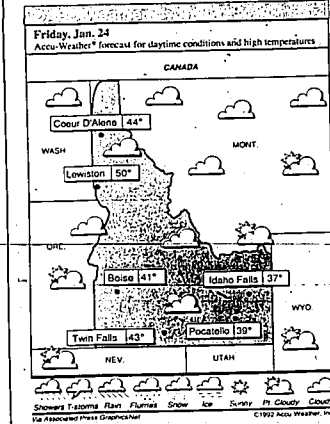 Friday, Jan. 24
Accu-Weather® forecast for daytime conditions and high temperatures
CANADA
Coeur D'Alene 44°
WASH
MONT.
Lewiston 50°
ORE.
Boise 41°
Idaho Falls 37°
WYO.
Twin Falls 43°
Pocatello 39°
NEV.
UTAH
Showers T-storms Rain Flurries Snow Ice Sunny Pt. Cloudy Cloudy
Via Associated Press GraphicsNet
©1992 Accu Weather, Inc.